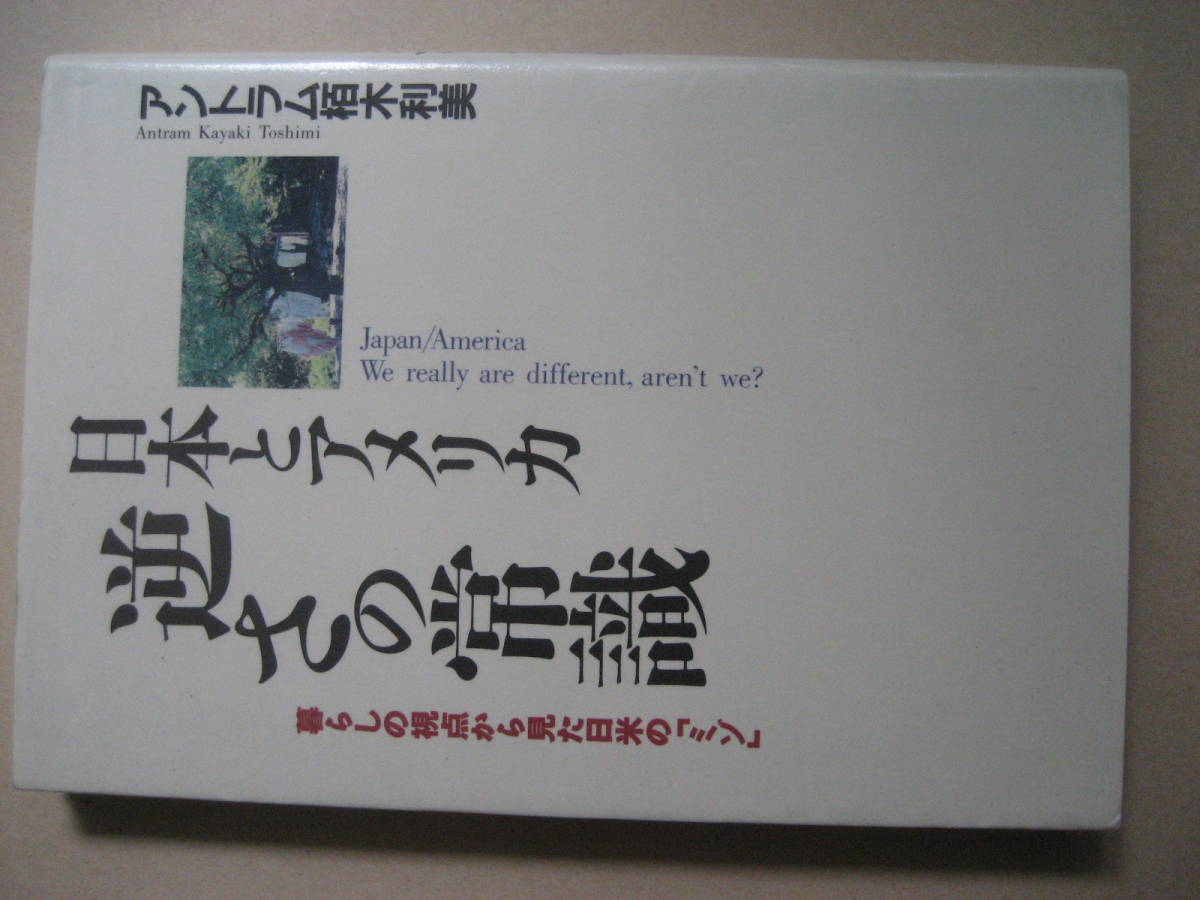 アントラム栢木利美
Antram Kayaki Toshimi
Japan/America
We really are different, aren't we?
日本とアメリカ
逆さの常識
暮らしの視点から見た日米の「ミゾ」